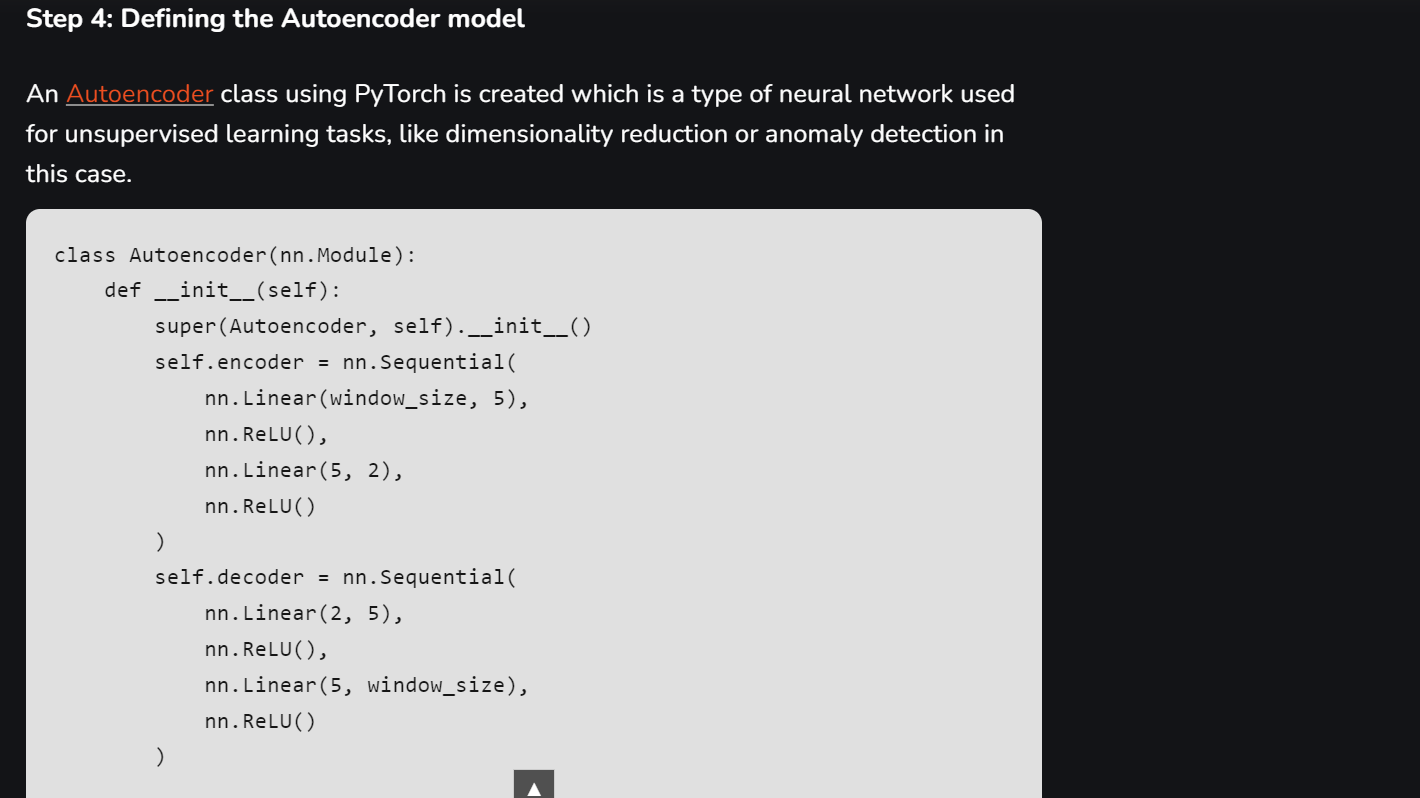 Step 4: Defining the Autoencoder model
An Autoencoder class using PyTorch is created which is a type of neural network used
for unsupervised learning tasks, like dimensionality reduction or anomaly detection in
this case.
class Autoencoder(nn.Module):
    def __init__(self):
        super(Autoencoder, self).__init__()
        self.encoder = nn.Sequential(
            nn.Linear(window_size, 5),
            nn.ReLU(),
            nn.Linear(5, 2),
            nn.ReLU()
        )
        self.decoder = nn.Sequential(
            nn.Linear(2, 5),
            nn.ReLU(),
            nn.Linear(5, window_size),
            nn.ReLU()
        )